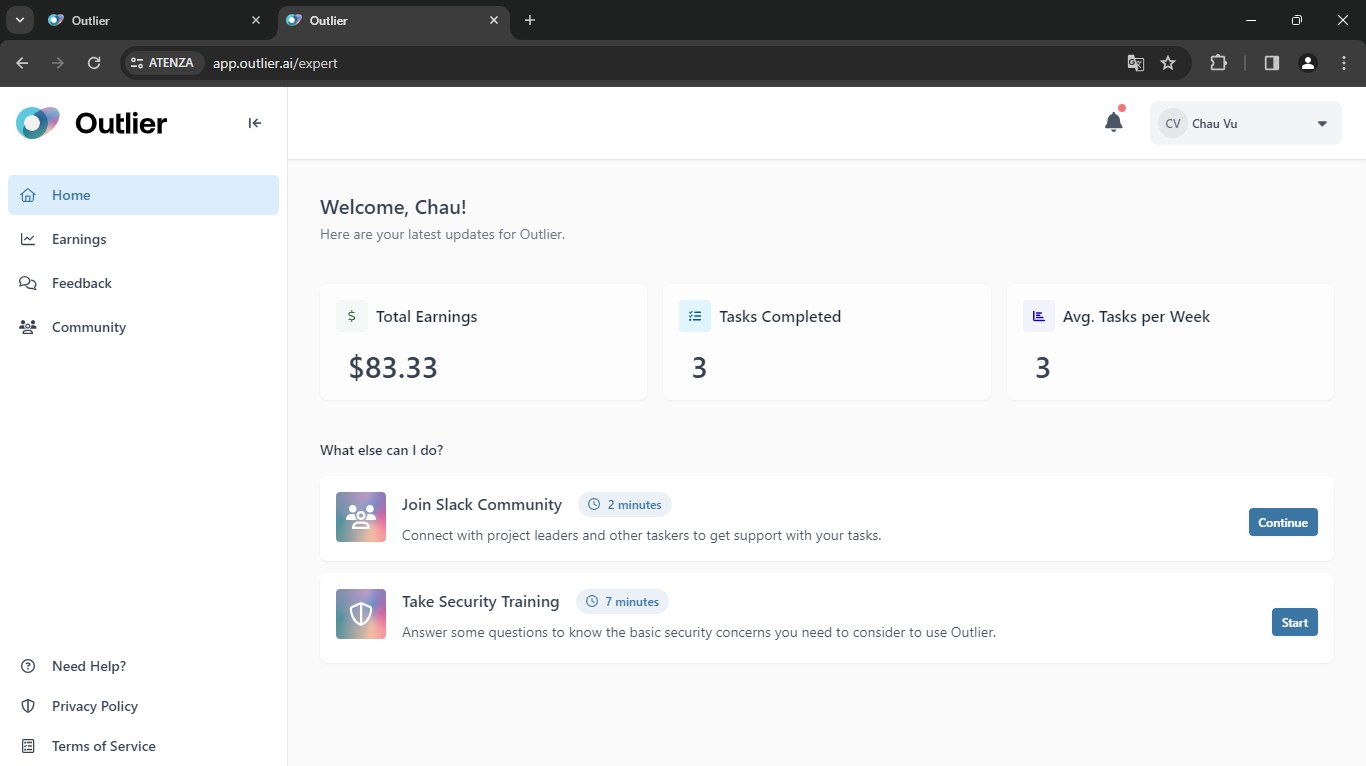 Outlier
Outlier
ATENZA
app.outlier.ai/expert
Outlier
CV Chau Vu
Home
Earnings
Feedback
Community
Welcome, Chau!
Here are your latest updates for Outlier.
$ Total Earnings
$83.33
Tasks Completed
3
Avg. Tasks per Week
3
What else can I do?
Join Slack Community 2 minutes
Connect with project leaders and other taskers to get support with your tasks.
Continue
Take Security Training 7 minutes
Answer some questions to know the basic security concerns you need to consider to use Outlier.
Start
Need Help?
Privacy Policy
Terms of Service